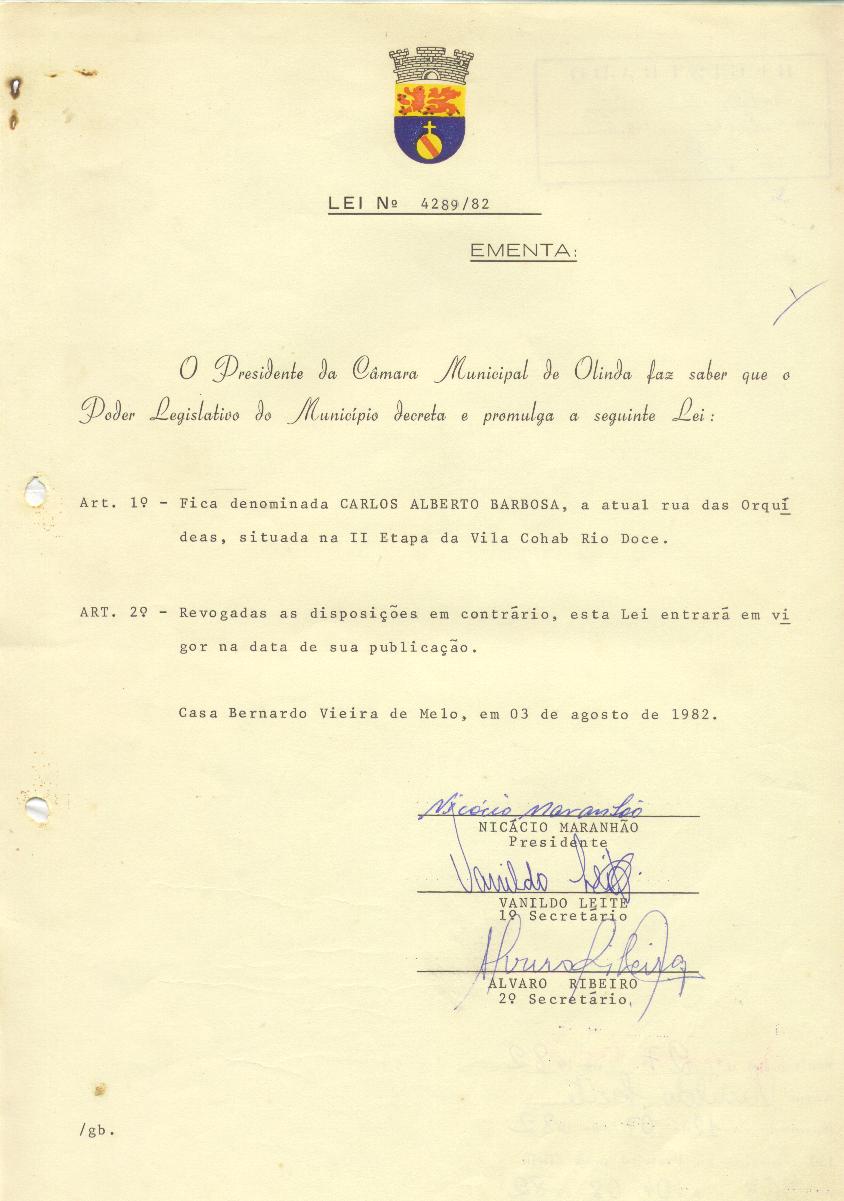 LEI Nº 4289/82
EMENTA:
O Presidente da Câmara Municipal de Olinda faz saber que o
Poder Legislativo do Município decreta e promulga a seguinte Lei:
Art. 1º - Fica denominada CARLOS ALBERTO BARBOSA, a atual rua das Orquí
deas, situada na II Etapa da Vila Cohab Rio Doce.
ART. 2º - Revogadas as disposições em contrário, esta Lei entrará em vi
gor na data de sua publicação.
Casa Bernardo Vieira de Melo, em 03 de agosto de 1982.
Nicácio Maranhão
NICÁCIO MARANHÃO
Presidente
Vanildo Leite
VANILDO LEITE
1º Secretário
Alvaro Ribeiro
ALVARO RIBEIRO
2º Secretário
/gb.